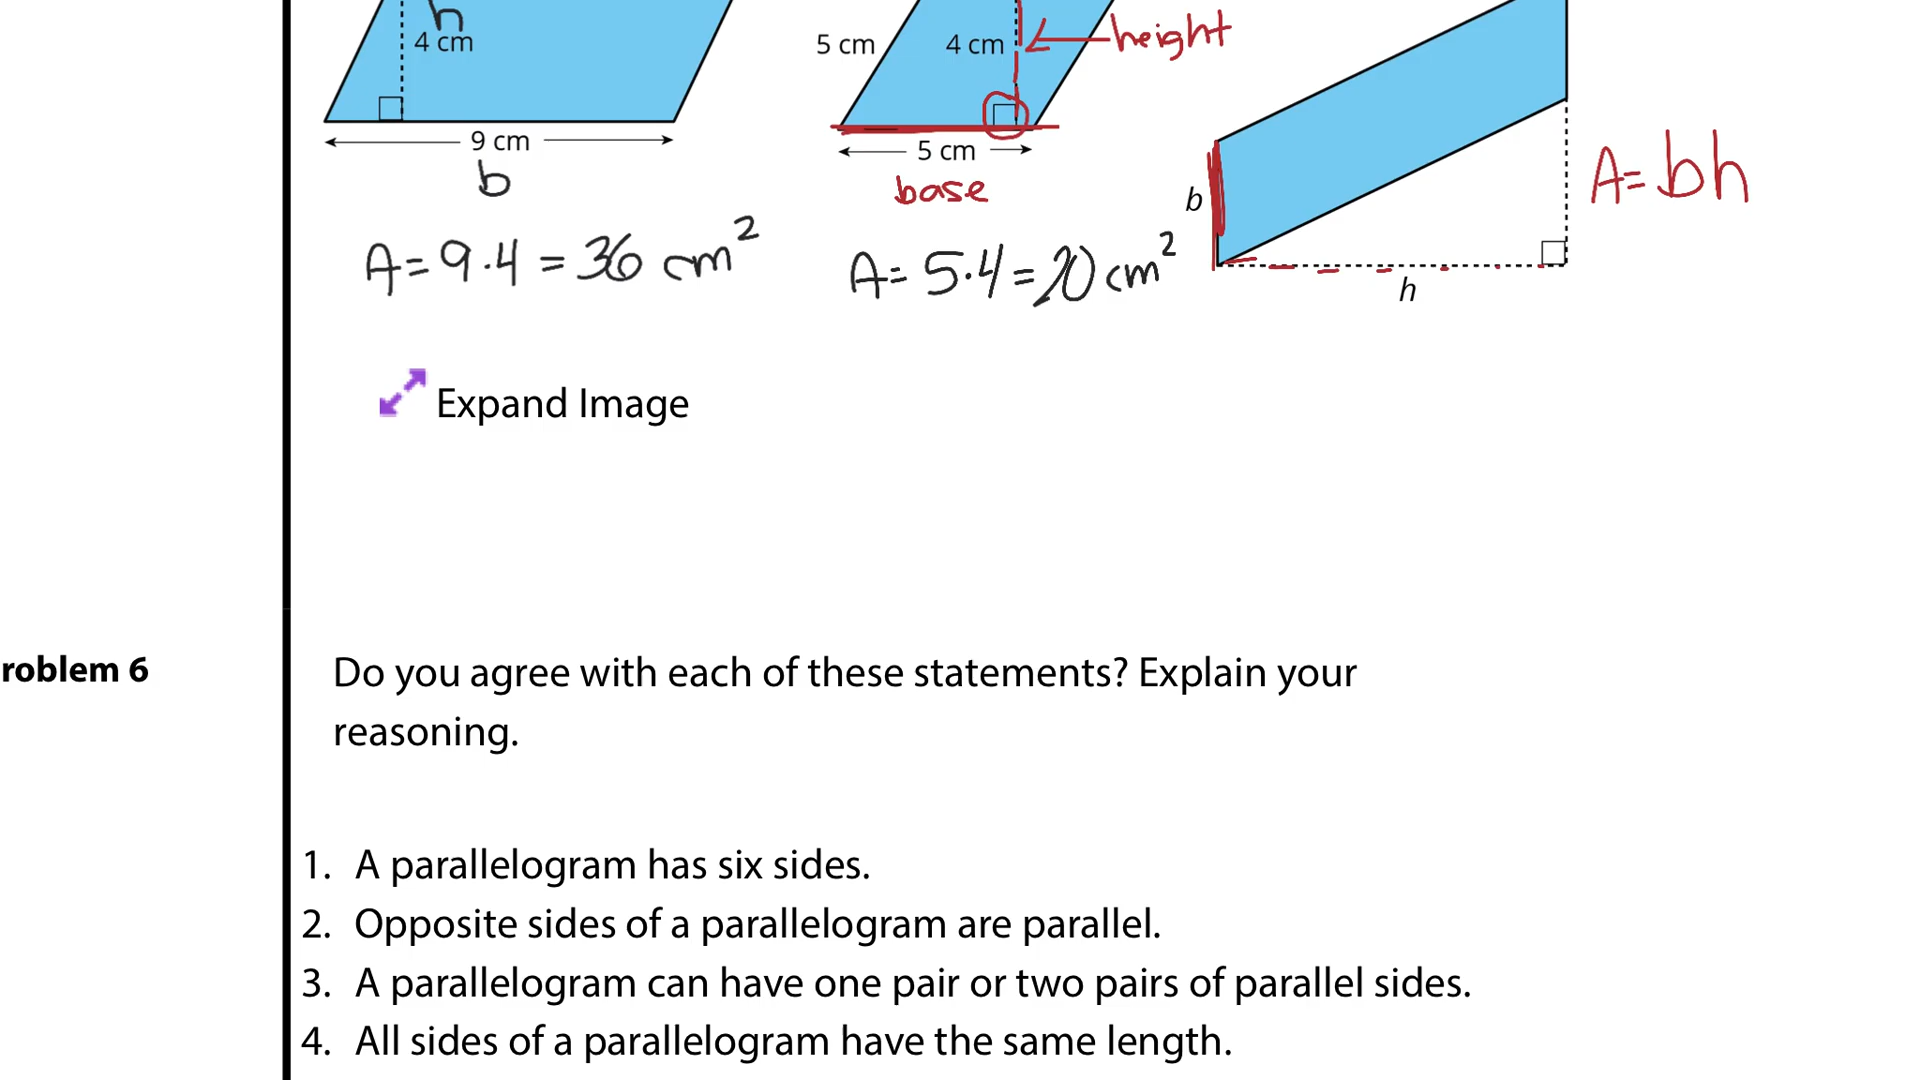 h
4 cm
9 cm
b
A = 9 · 4 = 36 cm²
5 cm
4 cm
height
5 cm
base
A = 5 · 4 = 20 cm²
b
h
A = bh
Expand Image
roblem 6
Do you agree with each of these statements? Explain your
reasoning.
1. A parallelogram has six sides.
2. Opposite sides of a parallelogram are parallel.
3. A parallelogram can have one pair or two pairs of parallel sides.
4. All sides of a parallelogram have the same length.